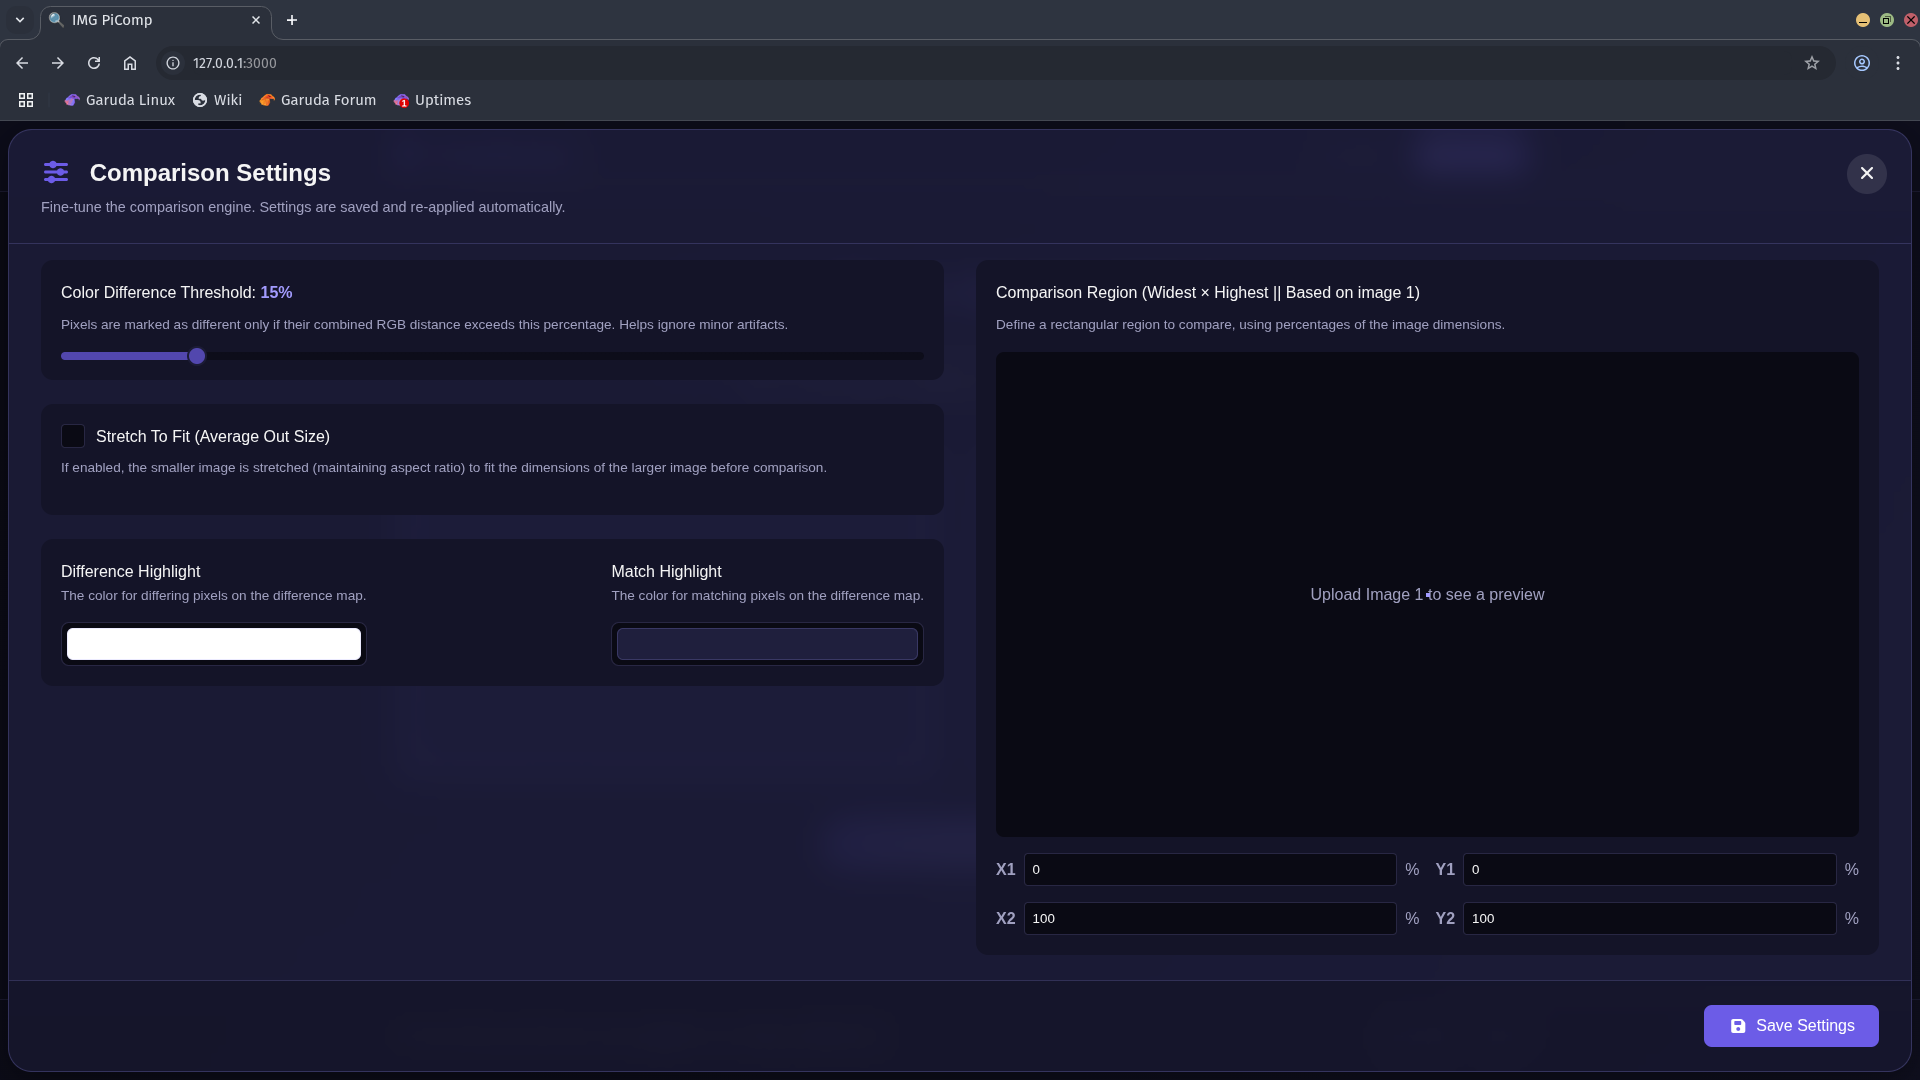 IMG PiComp
127.0.0.1:3000
Garuda Linux Wiki Garuda Forum 1 Uptimes
Comparison Settings
Fine-tune the comparison engine. Settings are saved and re-applied automatically.
Color Difference Threshold: 15%
Pixels are marked as different only if their combined RGB distance exceeds this percentage. Helps ignore minor artifacts.
Stretch To Fit (Average Out Size)
If enabled, the smaller image is stretched (maintaining aspect ratio) to fit the dimensions of the larger image before comparison.
Difference Highlight
The color for differing pixels on the difference map.
Match Highlight
The color for matching pixels on the difference map.
Comparison Region (Widest × Highest || Based on image 1)
Define a rectangular region to compare, using percentages of the image dimensions.
Upload Image 1 to see a preview
X1 0 % Y1 0 %
X2 100 % Y2 100 %
Save Settings